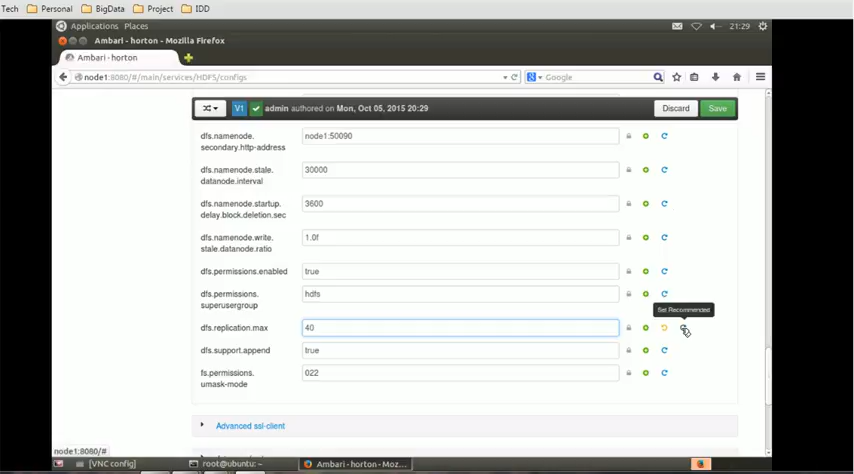 Tech Personal BigData Project IDD
Applications Places 21:29
Ambari - horton - Mozilla Firefox
Ambari - horton
node1:8080/#/main/services/HDFS/configs Google
V1 admin authored on Mon, Oct 05, 2015 20:29 Discard Save
dfs.namenode. node1:50090
secondary.http-address
dfs.namenode.stale. 30000
datanode.interval
dfs.namenode.startup. 3600
delay.block.deletion.sec
dfs.namenode.write. 1.0f
stale.datanode.ratio
dfs.permissions.enabled true
dfs.permissions. hdfs
superusergroup
Set Recommended
dfs.replication.max 40
dfs.support.append true
fs.permissions. 022
umask-mode
Advanced ssl-client
node1:8080/#
[VNC config] root@ubuntu: ~ Ambari - horton - Moz...